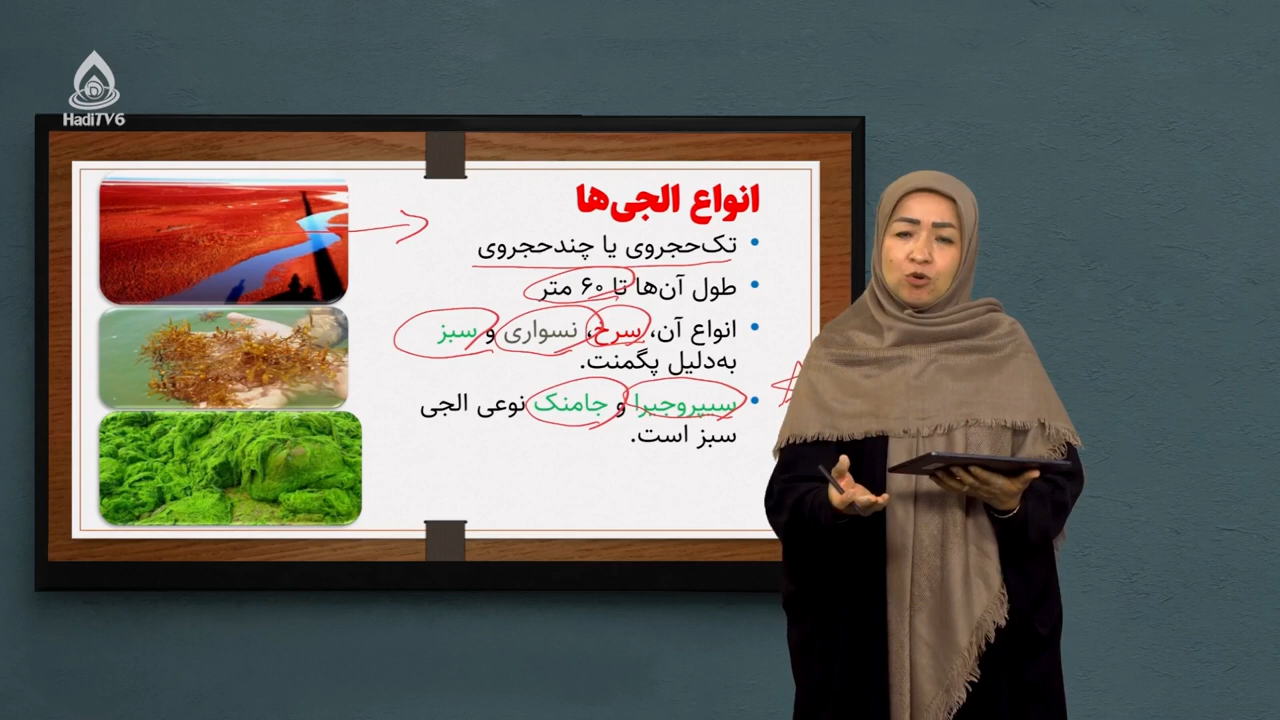 HadiTV6
انواع الجی‌ها
تک‌حجروی یا چندحجروی
طول آن‌ها تا ۶۰ متر
انواع آن، سرخ، نسواری و سبز
به‌دلیل پگمنت.
سپیروجیرا و جامنک نوعی الجی
سبز است.